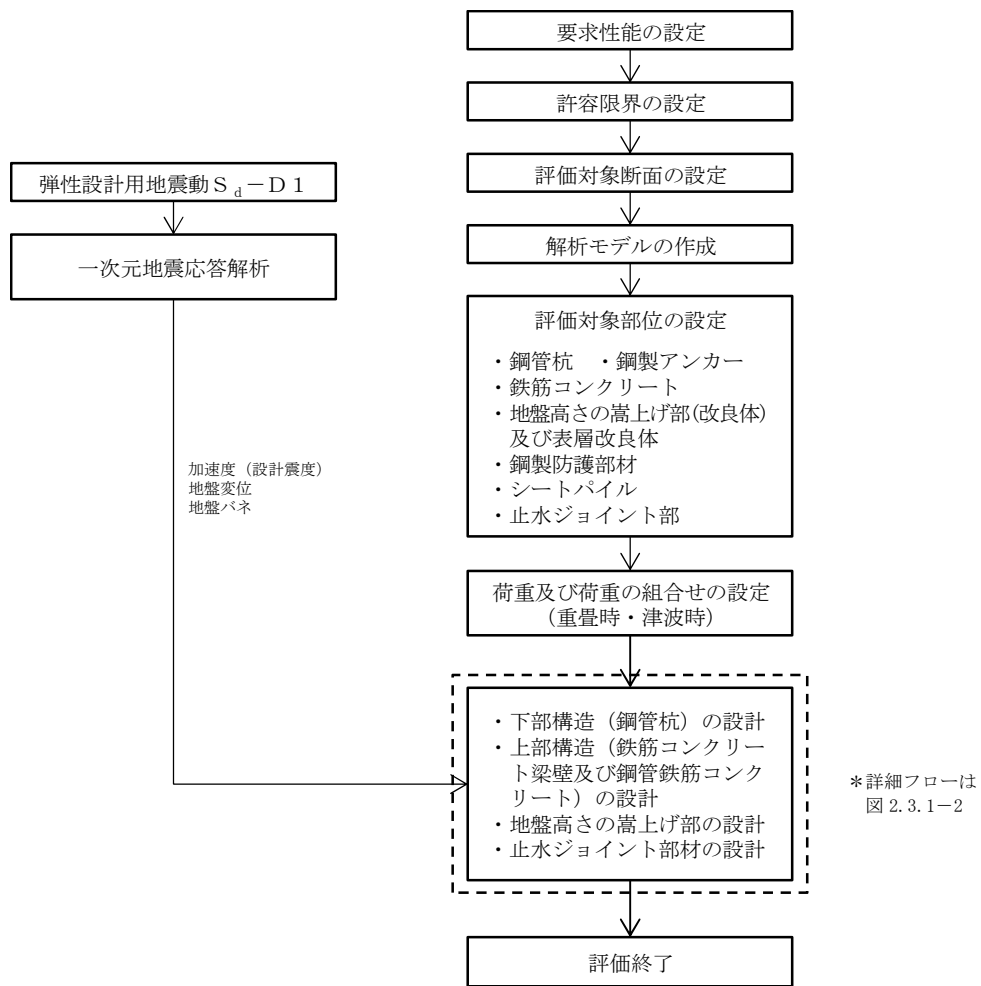 要求性能の設定
許容限界の設定
評価対象断面の設定
解析モデルの作成
弾性設計用地震動Ｓd－Ｄ１
一次元地震応答解析
評価対象部位の設定
・鋼管杭　・鋼製アンカー
・鉄筋コンクリート
・地盤高さの嵩上げ部(改良体)
及び表層改良体
・鋼製防護部材
・シートパイル
・止水ジョイント部
加速度（設計震度）
地盤変位
地盤バネ
荷重及び荷重の組合せの設定
（重畳時・津波時）
・下部構造（鋼管杭）の設計
・上部構造（鉄筋コンクリー
ト梁壁及び鋼管鉄筋コンク
リート）の設計
・地盤高さの嵩上げ部の設計
・止水ジョイント部材の設計
＊詳細フローは
図 2.3.1－2
評価終了